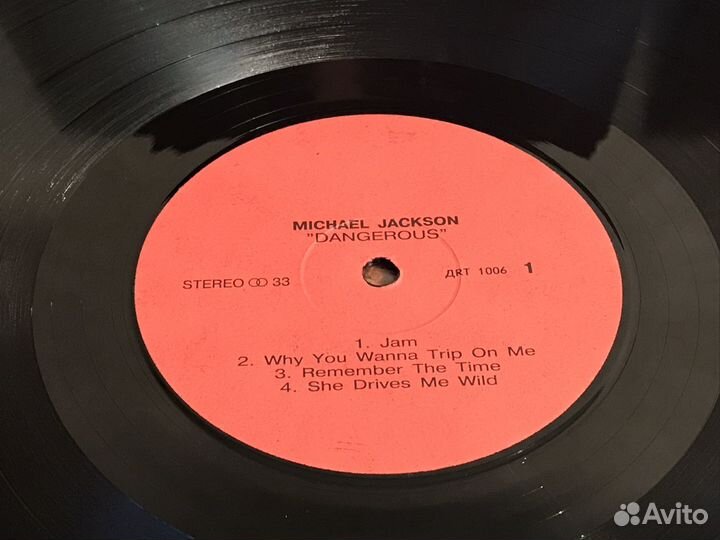 MICHAEL JACKSON
"DANGEROUS"
STEREO 33
ДRT 1006 1
1. Jam
2. Why You Wanna Trip On Me
3. Remember The Time
4. She Drives Me Wild
Avito